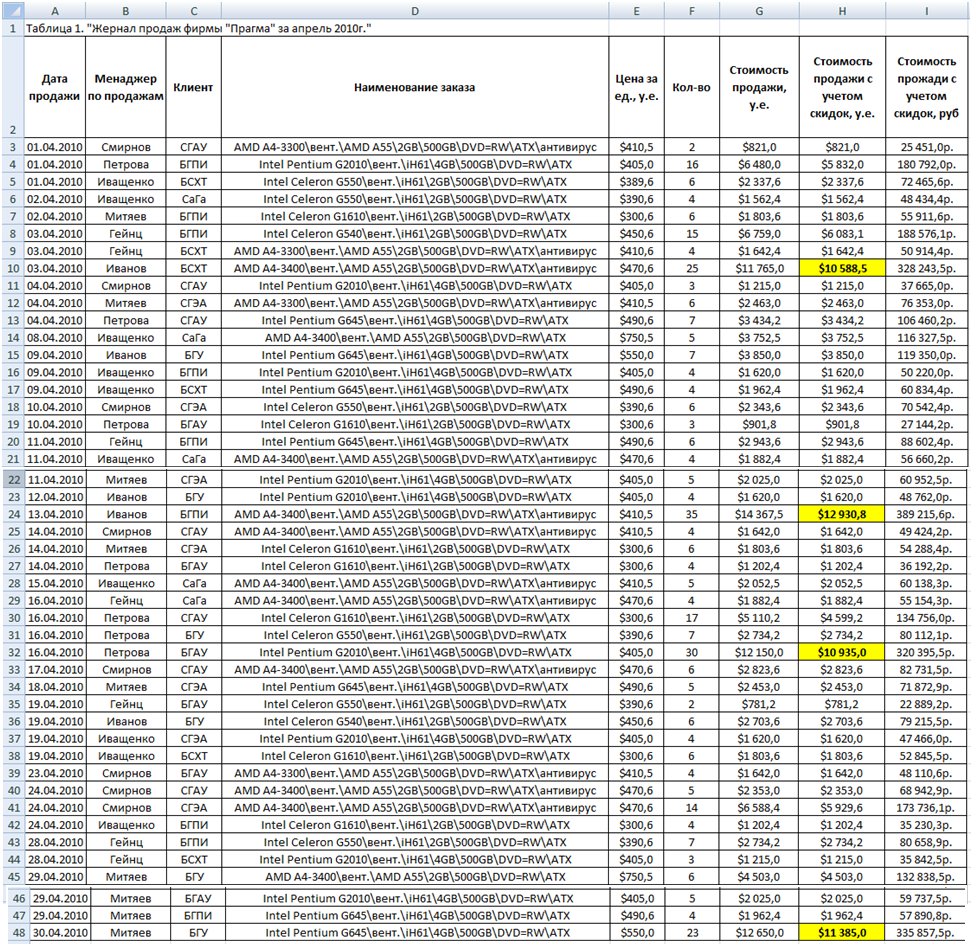 A B C D E F G H I
1 Таблица 1. "Жернал продаж фирмы "Прагма" за апрель 2010г."
2 Дата продажи Менаджер по продажам Клиент Наименование заказа Цена за ед., у.е. Кол-во Стоимость продажи, у.е. Стоимость продажи с учетом скидок, у.е. Стоимость прожади с учетом скидок, руб
3 01.04.2010 Смирнов СГАУ AMD A4-3300\вент.\AMD A55\2GB\500GB\DVD=RW\ATX\антивирус $410,5 2 $821,0 $821,0 25 451,0р.
4 01.04.2010 Петрова БГПИ Intel Pentium G2010\вент.\iH61\4GB\500GB\DVD=RW\ATX $405,0 16 $6 480,0 $5 832,0 180 792,0р.
5 01.04.2010 Иващенко БСХТ Intel Celeron G550\вент.\iH61\2GB\500GB\DVD=RW\ATX $389,6 6 $2 337,6 $2 337,6 72 465,6р.
6 02.04.2010 Иващенко СаГа Intel Celeron G550\вент.\iH61\2GB\500GB\DVD=RW\ATX $390,6 4 $1 562,4 $1 562,4 48 434,4р.
7 02.04.2010 Митяев БГПИ Intel Celeron G1610\вент.\iH61\2GB\500GB\DVD=RW\ATX $300,6 6 $1 803,6 $1 803,6 55 911,6р.
8 03.04.2010 Гейнц БГПИ Intel Celeron G540\вент.\iH61\2GB\500GB\DVD=RW\ATX $450,6 15 $6 759,0 $6 083,1 188 576,1р.
9 03.04.2010 Гейнц БСХТ AMD A4-3300\вент.\AMD A55\2GB\500GB\DVD=RW\ATX\антивирус $410,6 4 $1 642,4 $1 642,4 50 914,4р.
10 03.04.2010 Иванов БСХТ AMD A4-3400\вент.\AMD A55\2GB\500GB\DVD=RW\ATX\антивирус $470,6 25 $11 765,0 $10 588,5 328 243,5р.
11 04.04.2010 Смирнов СГАУ Intel Pentium G2010\вент.\iH61\4GB\500GB\DVD=RW\ATX $405,0 3 $1 215,0 $1 215,0 37 665,0р.
12 04.04.2010 Митяев СГЭА AMD A4-3300\вент.\AMD A55\2GB\500GB\DVD=RW\ATX\антивирус $410,5 6 $2 463,0 $2 463,0 76 353,0р.
13 04.04.2010 Петрова СГАУ Intel Pentium G645\вент.\iH61\4GB\500GB\DVD=RW\ATX $490,6 7 $3 434,2 $3 434,2 106 460,2р.
14 08.04.2010 Иващенко СаГа AMD A4-3400\вент.\AMD A55\2GB\500GB\DVD=RW\ATX $750,5 5 $3 752,5 $3 752,5 116 327,5р.
15 09.04.2010 Иванов БГУ Intel Pentium G645\вент.\iH61\4GB\500GB\DVD=RW\ATX $550,0 7 $3 850,0 $3 850,0 119 350,0р.
16 09.04.2010 Иващенко БГПИ Intel Pentium G2010\вент.\iH61\4GB\500GB\DVD=RW\ATX $405,0 4 $1 620,0 $1 620,0 50 220,0р.
17 09.04.2010 Иващенко БСХТ Intel Pentium G645\вент.\iH61\4GB\500GB\DVD=RW\ATX $490,6 4 $1 962,4 $1 962,4 60 834,4р.
18 10.04.2010 Смирнов СГЭА Intel Celeron G550\вент.\iH61\2GB\500GB\DVD=RW\ATX $390,6 6 $2 343,6 $2 343,6 70 542,4р.
19 10.04.2010 Петрова БГАУ Intel Celeron G1610\вент.\iH61\2GB\500GB\DVD=RW\ATX $300,6 3 $901,8 $901,8 27 144,2р.
20 11.04.2010 Гейнц БГПИ Intel Pentium G645\вент.\iH61\4GB\500GB\DVD=RW\ATX $490,6 6 $2 943,6 $2 943,6 88 602,4р.
21 11.04.2010 Иващенко СаГа AMD A4-3400\вент.\AMD A55\2GB\500GB\DVD=RW\ATX\антивирус $470,6 4 $1 882,4 $1 882,4 56 660,2р.
22 11.04.2010 Митяев СГЭА Intel Pentium G2010\вент.\iH61\4GB\500GB\DVD=RW\ATX $405,0 5 $2 025,0 $2 025,0 60 952,5р.
23 12.04.2010 Иванов БГУ Intel Pentium G2010\вент.\iH61\4GB\500GB\DVD=RW\ATX $405,0 4 $1 620,0 $1 620,0 48 762,0р.
24 13.04.2010 Иванов БГПИ AMD A4-3400\вент.\AMD A55\2GB\500GB\DVD=RW\ATX\антивирус $410,5 35 $14 367,5 $12 930,8 389 215,6р.
25 14.04.2010 Смирнов СГАУ AMD A4-3400\вент.\AMD A55\2GB\500GB\DVD=RW\ATX\антивирус $410,5 4 $1 642,0 $1 642,0 49 424,2р.
26 14.04.2010 Митяев СГЭА Intel Celeron G1610\вент.\iH61\2GB\500GB\DVD=RW\ATX $300,6 6 $1 803,6 $1 803,6 54 288,4р.
27 14.04.2010 Петрова БГАУ Intel Celeron G1610\вент.\iH61\2GB\500GB\DVD=RW\ATX $300,6 4 $1 202,4 $1 202,4 36 192,2р.
28 15.04.2010 Иващенко СаГа AMD A4-3400\вент.\AMD A55\2GB\500GB\DVD=RW\ATX\антивирус $410,5 5 $2 052,5 $2 052,5 60 138,3р.
29 16.04.2010 Гейнц СаГа AMD A4-3400\вент.\AMD A55\2GB\500GB\DVD=RW\ATX\антивирус $470,6 4 $1 882,4 $1 882,4 55 154,3р.
30 16.04.2010 Петрова СГАУ Intel Celeron G1610\вент.\iH61\2GB\500GB\DVD=RW\ATX $300,6 17 $5 110,2 $4 599,2 134 756,0р.
31 16.04.2010 Петрова БГУ Intel Celeron G550\вент.\iH61\2GB\500GB\DVD=RW\ATX $390,6 7 $2 734,2 $2 734,2 80 112,1р.
32 16.04.2010 Петрова БГАУ Intel Pentium G2010\вент.\iH61\4GB\500GB\DVD=RW\ATX $405,0 30 $12 150,0 $10 935,0 320 395,5р.
33 17.04.2010 Смирнов СГАУ AMD A4-3400\вент.\AMD A55\2GB\500GB\DVD=RW\ATX\антивирус $470,6 6 $2 823,6 $2 823,6 82 731,5р.
34 18.04.2010 Митяев СГЭА Intel Pentium G645\вент.\iH61\4GB\500GB\DVD=RW\ATX $490,6 5 $2 453,0 $2 453,0 71 872,9р.
35 19.04.2010 Гейнц БГАУ Intel Celeron G550\вент.\iH61\2GB\500GB\DVD=RW\ATX $390,6 2 $781,2 $781,2 22 889,2р.
36 19.04.2010 Иванов БГУ Intel Celeron G540\вент.\iH61\2GB\500GB\DVD=RW\ATX $450,6 6 $2 703,6 $2 703,6 79 215,5р.
37 19.04.2010 Иващенко СГЭА Intel Pentium G2010\вент.\iH61\4GB\500GB\DVD=RW\ATX $405,0 4 $1 620,0 $1 620,0 47 466,0р.
38 19.04.2010 Иващенко БСХТ Intel Celeron G1610\вент.\iH61\2GB\500GB\DVD=RW\ATX $300,6 6 $1 803,6 $1 803,6 52 845,5р.
39 23.04.2010 Смирнов БГАУ AMD A4-3300\вент.\AMD A55\2GB\500GB\DVD=RW\ATX\антивирус $410,5 4 $1 642,0 $1 642,0 48 110,6р.
40 24.04.2010 Смирнов СГАУ AMD A4-3400\вент.\AMD A55\2GB\500GB\DVD=RW\ATX\антивирус $470,6 5 $2 353,0 $2 353,0 68 942,9р.
41 24.04.2010 Смирнов СГЭА AMD A4-3400\вент.\AMD A55\2GB\500GB\DVD=RW\ATX\антивирус $470,6 14 $6 588,4 $5 929,6 173 736,1р.
42 24.04.2010 Иващенко БГПИ Intel Celeron G1610\вент.\iH61\2GB\500GB\DVD=RW\ATX $300,6 4 $1 202,4 $1 202,4 35 230,3р.
43 28.04.2010 Гейнц БГПИ Intel Celeron G550\вент.\iH61\2GB\500GB\DVD=RW\ATX $390,6 7 $2 734,2 $2 734,2 80 658,9р.
44 28.04.2010 Гейнц БСХТ Intel Pentium G2010\вент.\iH61\4GB\500GB\DVD=RW\ATX $405,0 3 $1 215,0 $1 215,0 35 842,5р.
45 29.04.2010 Митяев БГУ AMD A4-3400\вент.\AMD A55\2GB\500GB\DVD=RW\ATX $750,5 6 $4 503,0 $4 503,0 132 838,5р.
46 29.04.2010 Митяев БГАУ Intel Pentium G2010\вент.\iH61\4GB\500GB\DVD=RW\ATX $405,0 5 $2 025,0 $2 025,0 59 737,5р.
47 29.04.2010 Митяев БГПИ Intel Pentium G645\вент.\iH61\4GB\500GB\DVD=RW\ATX $490,6 4 $1 962,4 $1 962,4 57 890,8р.
48 30.04.2010 Митяев БГУ Intel Pentium G645\вент.\iH61\4GB\500GB\DVD=RW\ATX $550,0 23 $12 650,0 $11 385,0 335 857,5р.